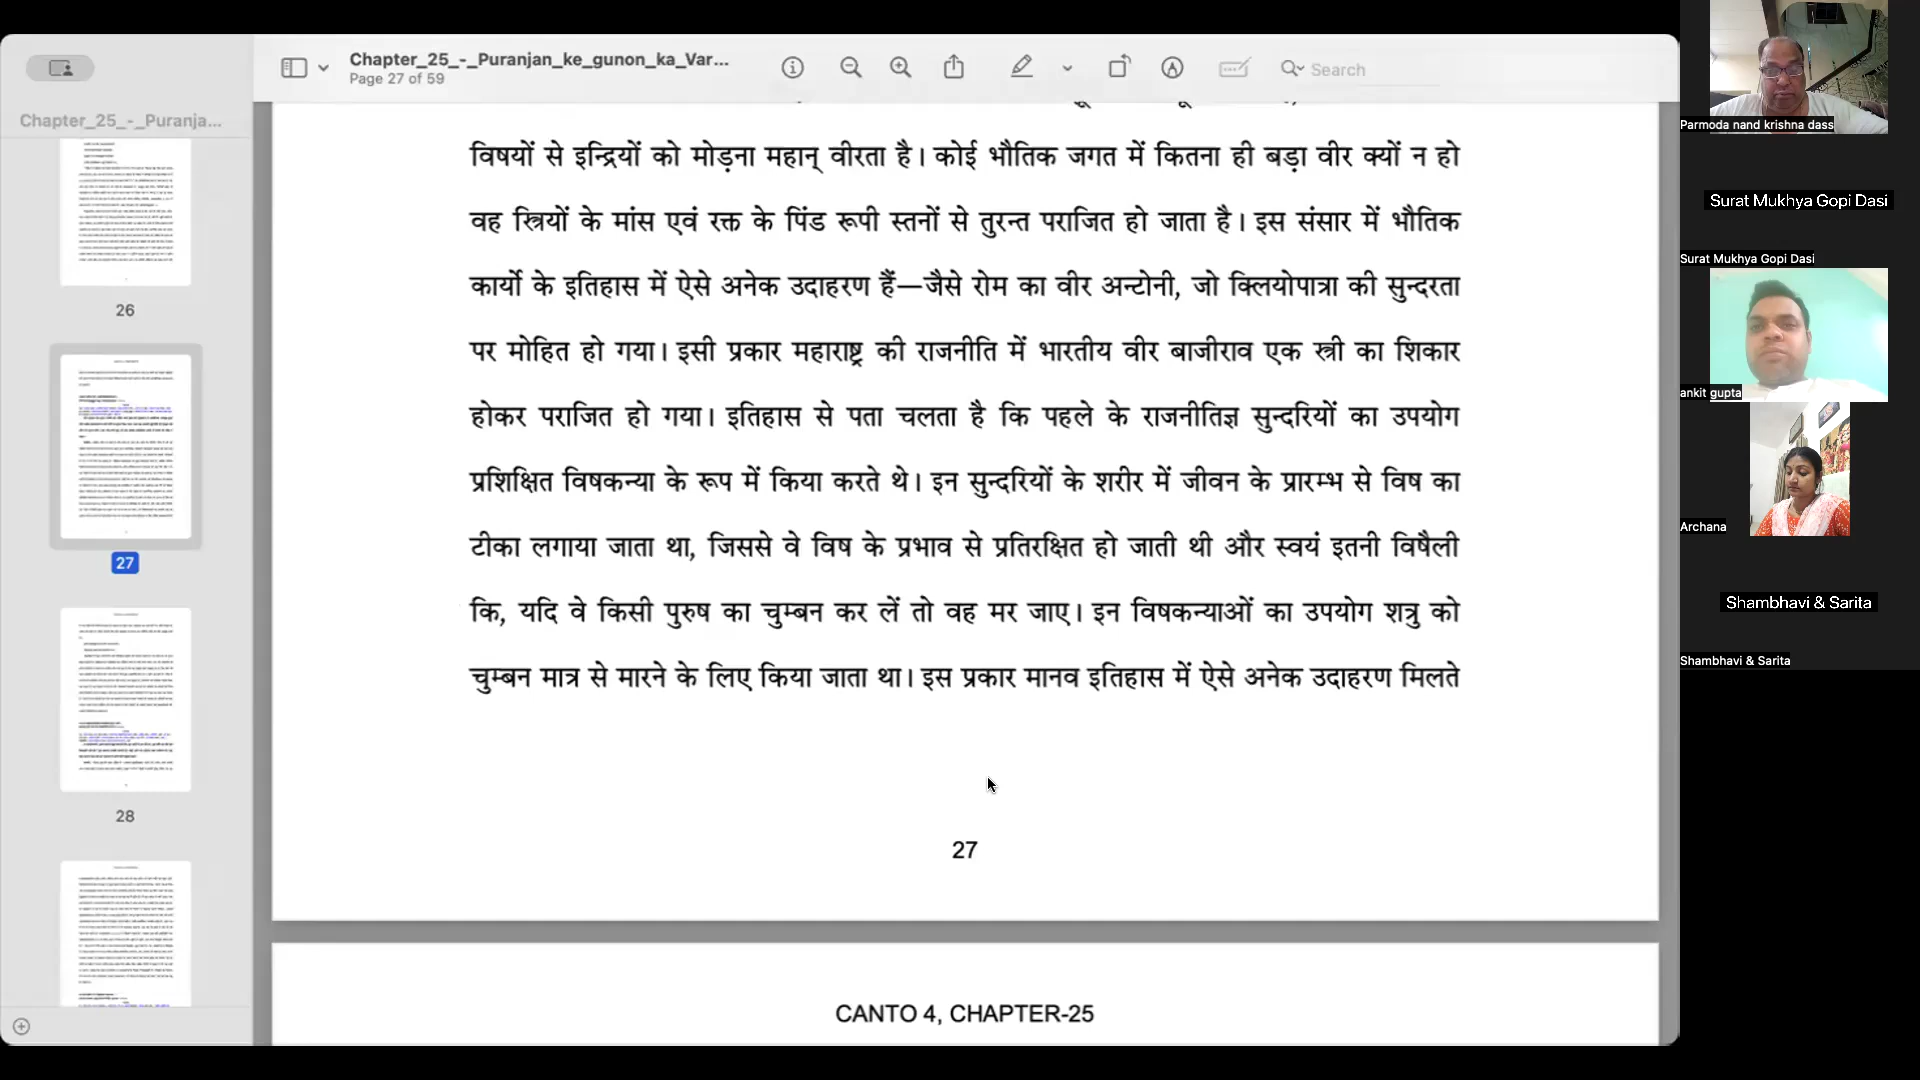 Chapter_25_-_Puranjan_ke_gunon_ka_Var...
Page 27 of 59
Search
Chapter_25_-_Puranja...
26
27
28
विषयों से इन्द्रियों को मोड़ना महान् वीरता है। कोई भौतिक जगत में कितना ही बड़ा वीर क्यों न हो
वह स्त्रियों के मांस एवं रक्त के पिंड रूपी स्तनों से तुरन्त पराजित हो जाता है। इस संसार में भौतिक
कार्यो के इतिहास में ऐसे अनेक उदाहरण हैं—जैसे रोम का वीर अन्टोनी, जो क्लियोपात्रा की सुन्दरता
पर मोहित हो गया। इसी प्रकार महाराष्ट्र की राजनीति में भारतीय वीर बाजीराव एक स्त्री का शिकार
होकर पराजित हो गया। इतिहास से पता चलता है कि पहले के राजनीतिज्ञ सुन्दरियों का उपयोग
प्रशिक्षित विषकन्या के रूप में किया करते थे। इन सुन्दरियों के शरीर में जीवन के प्रारम्भ से विष का
टीका लगाया जाता था, जिससे वे विष के प्रभाव से प्रतिरक्षित हो जाती थी और स्वयं इतनी विषैली
कि, यदि वे किसी पुरुष का चुम्बन कर लें तो वह मर जाए। इन विषकन्याओं का उपयोग शत्रु को
चुम्बन मात्र से मारने के लिए किया जाता था। इस प्रकार मानव इतिहास में ऐसे अनेक उदाहरण मिलते
27
CANTO 4, CHAPTER-25
Parmoda nand krishna dass
Surat Mukhya Gopi Dasi
Surat Mukhya Gopi Dasi
ankit gupta
Archana
Shambhavi & Sarita
Shambhavi & Sarita